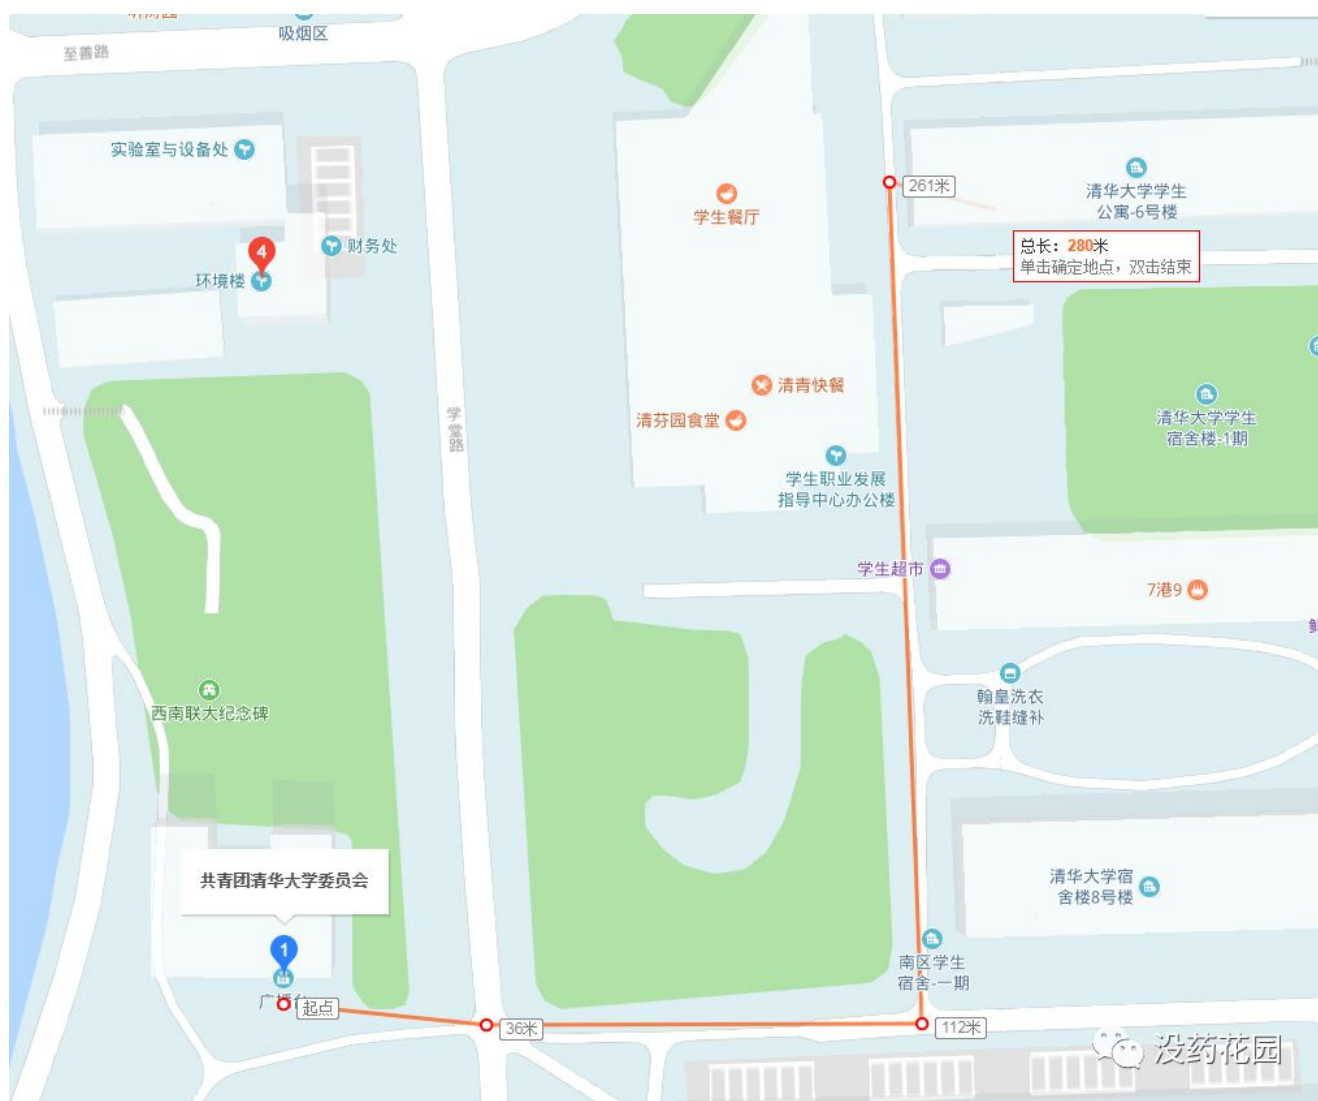 吸烟区
至善路
实验室与设备处
财务处
4
环境楼
学生餐厅
261米
清华大学学生
公寓-6号楼
总长：280米
单击确定地点，双击结束
清青快餐
清芬园食堂
学堂路
学生职业发展
指导中心办公楼
清华大学学生
宿舍楼-1期
学生超市
7港9
翰皇洗衣
洗鞋缝补
西南联大纪念碑
共青团清华大学委员会
1
清华大学宿
舍楼8号楼
南区学生
宿舍-一期
起点
36米
112米
没药花园